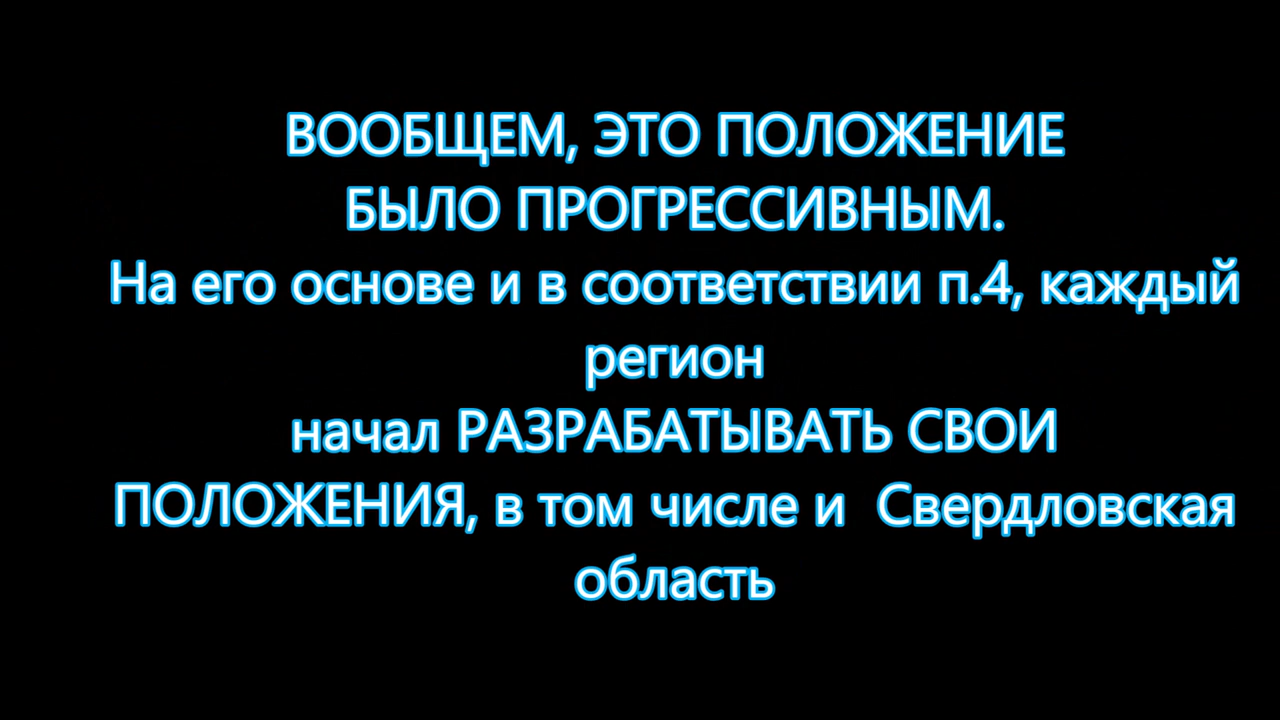 ВООБЩЕМ, ЭТО ПОЛОЖЕНИЕ
БЫЛО ПРОГРЕССИВНЫМ.
На его основе и в соответствии п.4, каждый
регион
начал РАЗРАБАТЫВАТЬ СВОИ
ПОЛОЖЕНИЯ, в том числе и  Свердловская
область